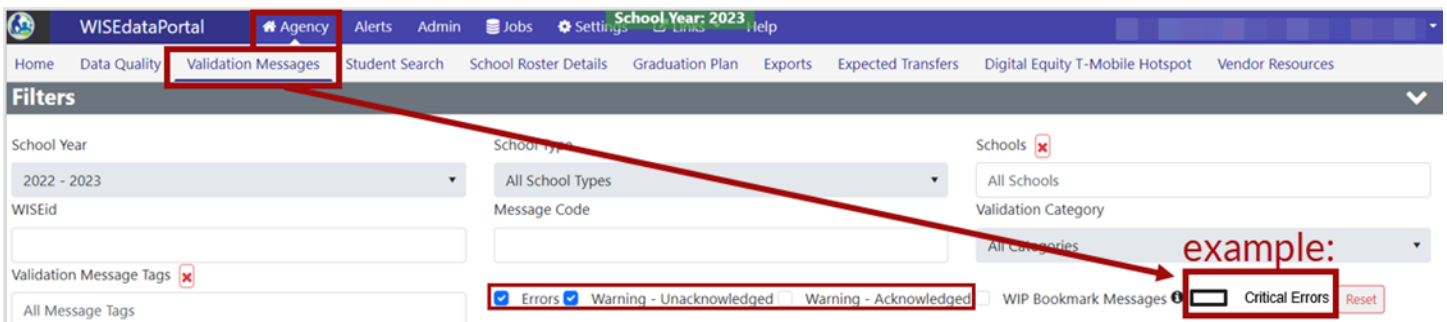 WISEdataPortal Agency Alerts Admin Jobs Settings Links Help
School Year: 2023
Home Data Quality Validation Messages Student Search School Roster Details Graduation Plan Exports Expected Transfers Digital Equity T-Mobile Hotspot Vendor Resources
Filters
School Year School Type Schools
2022 - 2023 All School Types All Schools
WISEid Message Code Validation Category
All Categories
example:
Validation Message Tags
Errors Warning - Unacknowledged Warning - Acknowledged WIP Bookmark Messages Critical Errors Reset
All Message Tags